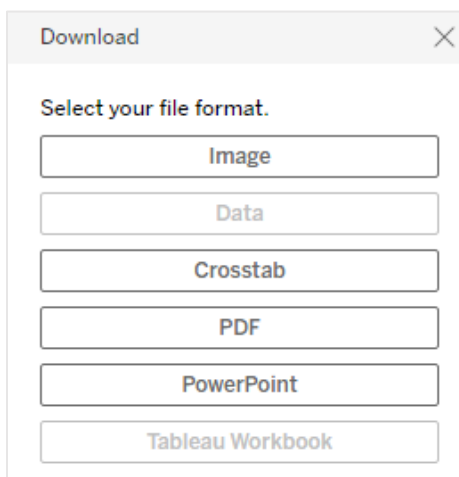 Download
Select your file format.
Image
Data
Crosstab
PDF
PowerPoint
Tableau Workbook